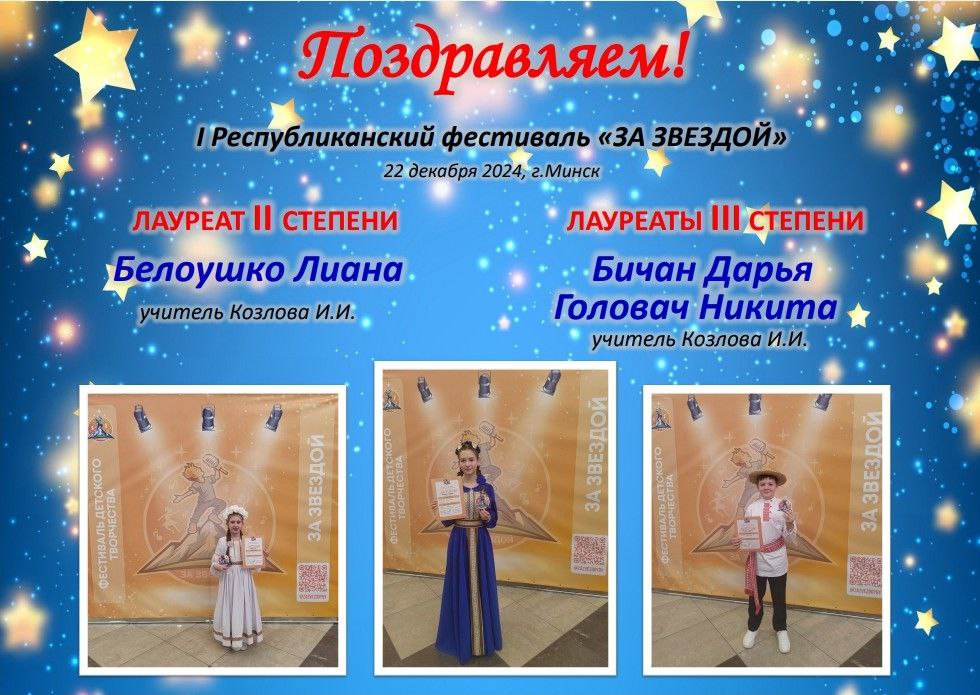 Поздравляем!
I Республиканский фестиваль «ЗА ЗВЕЗДОЙ»
22 декабря 2024, г.Минск
ЛАУРЕАТ II СТЕПЕНИ
Белоушко Лиана
учитель Козлова И.И.
ЛАУРЕАТЫ III СТЕПЕНИ
Бичан Дарья
Головач Никита
учитель Козлова И.И.
ФЕСТИВАЛЬ ДЕТСКОГО
ТВОРЧЕСТВА
ЗА ЗВЕЗДОЙ
ФЕСТИВАЛЬ ДЕТСКОГО
ТВОРЧЕСТВА
ЗА ЗВЕЗДОЙ
ФЕСТИВАЛЬ ДЕТСКОГО
ТВОРЧЕСТВА
ЗА ЗВЕЗДОЙ